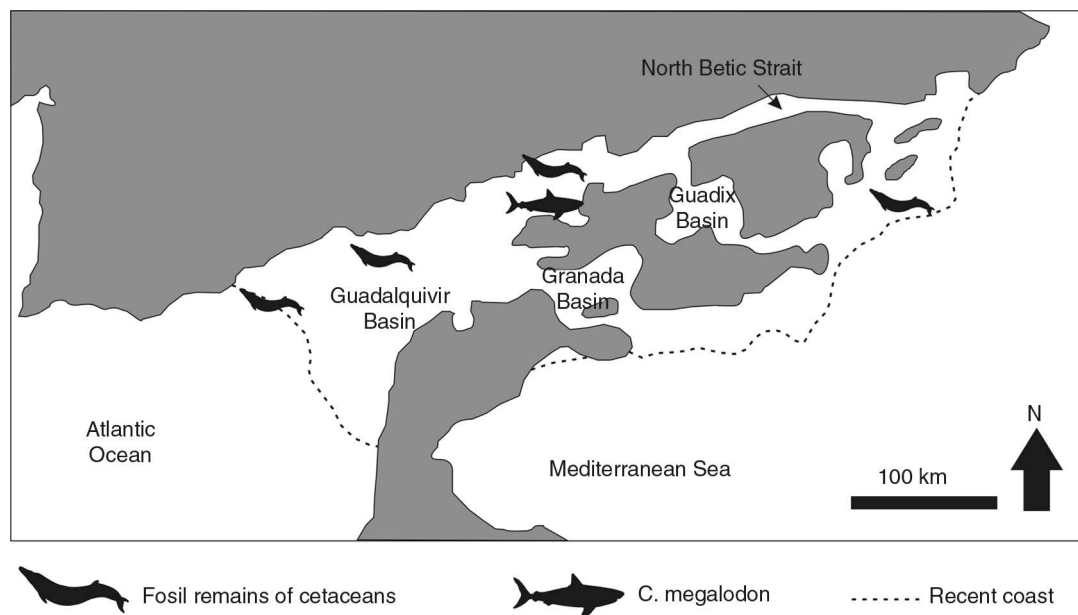 North Betic Strait
Guadix
Basin
Granada
Basin
Guadalquivir
Basin
Atlantic
Ocean
Mediterranean Sea
N
100 km
Fosil remains of cetaceans
C. megalodon
Recent coast